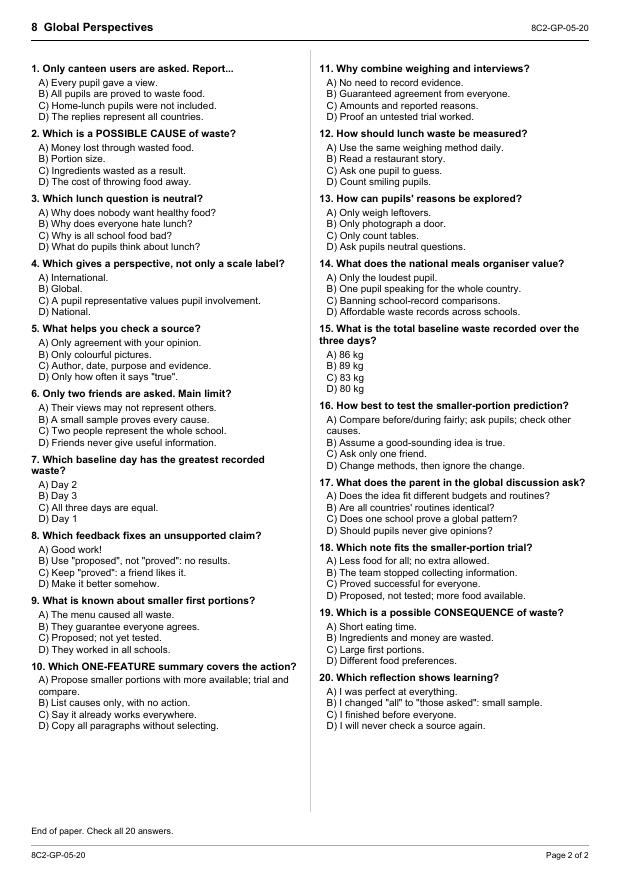 8 Global Perspectives
8C2-GP-05-20
1. Only canteen users are asked. Report...
A) Every pupil gave a view.
B) All pupils are proved to waste food.
C) Home-lunch pupils were not included.
D) The replies represent all countries.
2. Which is a POSSIBLE CAUSE of waste?
A) Money lost through wasted food.
B) Portion size.
C) Ingredients wasted as a result.
D) The cost of throwing food away.
3. Which lunch question is neutral?
A) Why does nobody want healthy food?
B) Why does everyone hate lunch?
C) Why is all school food bad?
D) What do pupils think about lunch?
4. Which gives a perspective, not only a scale label?
A) International.
B) Global.
C) A pupil representative values pupil involvement.
D) National.
5. What helps you check a source?
A) Only agreement with your opinion.
B) Only colourful pictures.
C) Author, date, purpose and evidence.
D) Only how often it says "true".
6. Only two friends are asked. Main limit?
A) Their views may not represent others.
B) A small sample proves every cause.
C) Two people represent the whole school.
D) Friends never give useful information.
7. Which baseline day has the greatest recorded
waste?
A) Day 2
B) Day 3
C) All three days are equal.
D) Day 1
8. Which feedback fixes an unsupported claim?
A) Good work!
B) Use "proposed", not "proved": no results.
C) Keep "proved": a friend likes it.
D) Make it better somehow.
9. What is known about smaller first portions?
A) The menu caused all waste.
B) They guarantee everyone agrees.
C) Proposed; not yet tested.
D) They worked in all schools.
10. Which ONE-FEATURE summary covers the action?
A) Propose smaller portions with more available; trial and
compare.
B) List causes only, with no action.
C) Say it already works everywhere.
D) Copy all paragraphs without selecting.
11. Why combine weighing and interviews?
A) No need to record evidence.
B) Guaranteed agreement from everyone.
C) Amounts and reported reasons.
D) Proof an untested trial worked.
12. How should lunch waste be measured?
A) Use the same weighing method daily.
B) Read a restaurant story.
C) Ask one pupil to guess.
D) Count smiling pupils.
13. How can pupils' reasons be explored?
A) Only weigh leftovers.
B) Only photograph a door.
C) Only count tables.
D) Ask pupils neutral questions.
14. What does the national meals organiser value?
A) Only the loudest pupil.
B) One pupil speaking for the whole country.
C) Banning school-record comparisons.
D) Affordable waste records across schools.
15. What is the total baseline waste recorded over the
three days?
A) 86 kg
B) 89 kg
C) 83 kg
D) 80 kg
16. How best to test the smaller-portion prediction?
A) Compare before/during fairly; ask pupils; check other
causes.
B) Assume a good-sounding idea is true.
C) Ask only one friend.
D) Change methods, then ignore the change.
17. What does the parent in the global discussion ask?
A) Does the idea fit different budgets and routines?
B) Are all countries' routines identical?
C) Does one school prove a global pattern?
D) Should pupils never give opinions?
18. Which note fits the smaller-portion trial?
A) Less food for all; no extra allowed.
B) The team stopped collecting information.
C) Proved successful for everyone.
D) Proposed, not tested; more food available.
19. Which is a possible CONSEQUENCE of waste?
A) Short eating time.
B) Ingredients and money are wasted.
C) Large first portions.
D) Different food preferences.
20. Which reflection shows learning?
A) I was perfect at everything.
B) I changed "all" to "those asked": small sample.
C) I finished before everyone.
D) I will never check a source again.
End of paper. Check all 20 answers.
8C2-GP-05-20
Page 2 of 2